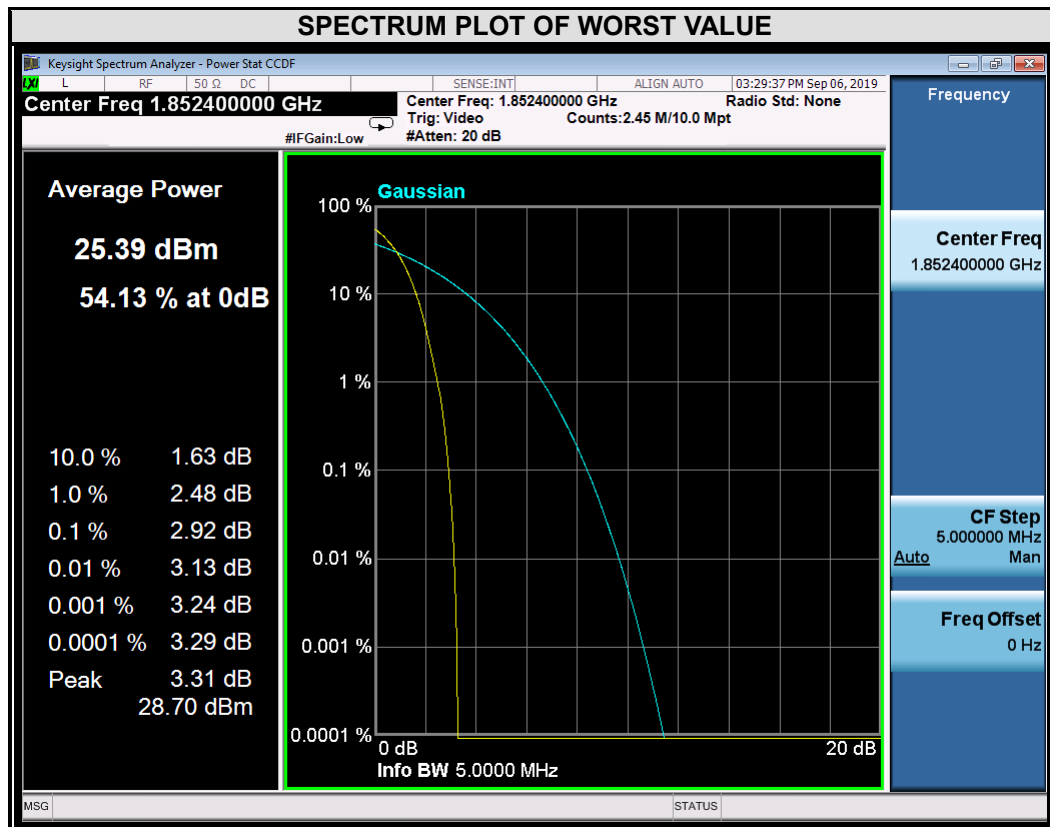 SPECTRUM PLOT OF WORST VALUE
Keysight Spectrum Analyzer - Power Stat CCDF
LXI L RF 50 Ω DC SENSE:INT ALIGN AUTO 03:29:37 PM Sep 06, 2019
Center Freq 1.852400000 GHz
Center Freq: 1.852400000 GHz Radio Std: None
Trig: Video Counts:2.45 M/10.0 Mpt
#IFGain:Low #Atten: 20 dB
Average Power
25.39 dBm
54.13 % at 0dB
10.0 % 1.63 dB
1.0 % 2.48 dB
0.1 % 2.92 dB
0.01 % 3.13 dB
0.001 % 3.24 dB
0.0001 % 3.29 dB
Peak 3.31 dB
28.70 dBm
Gaussian
100 %
10 %
1 %
0.1 %
0.01 %
0.001 %
0.0001 %
0 dB 20 dB
Info BW 5.0000 MHz
Frequency
Center Freq
1.852400000 GHz
CF Step
5.000000 MHz
Auto Man
Freq Offset
0 Hz
MSG STATUS